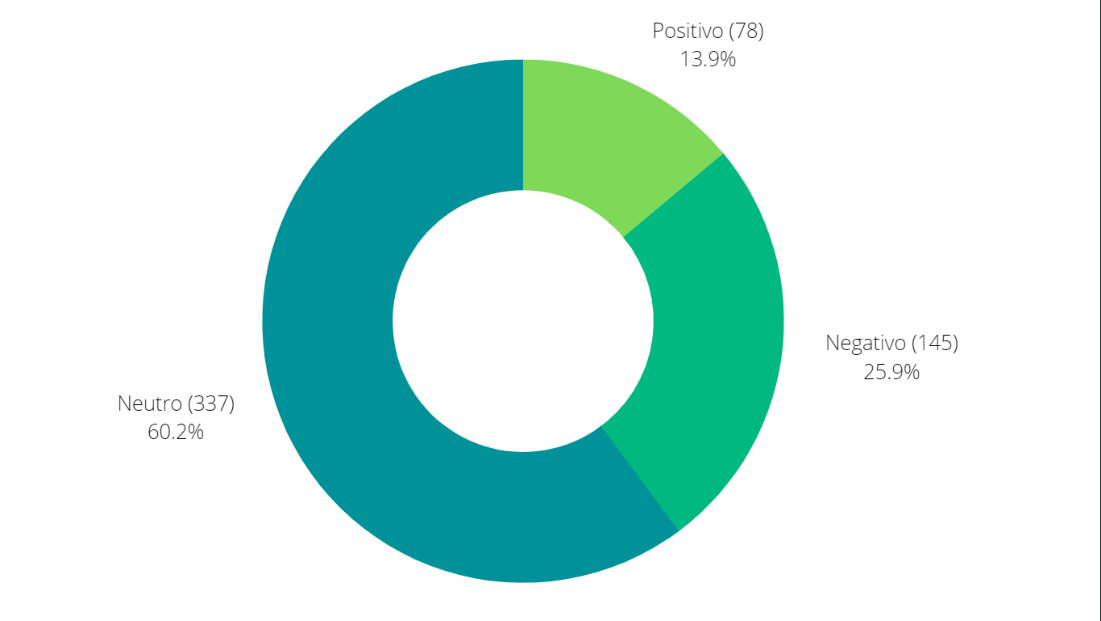 Positivo (78)
13.9%
Negativo (145)
25.9%
Neutro (337)
60.2%